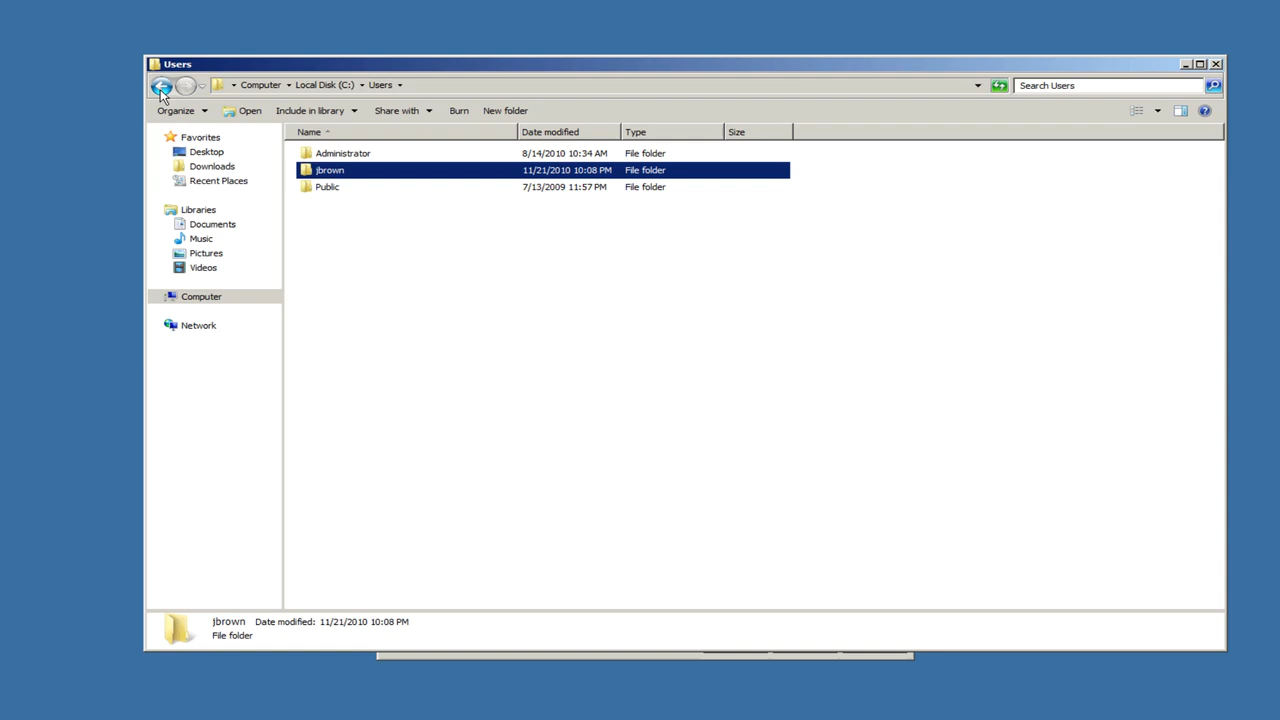 Users
Computer Local Disk (C:) Users
Search Users
Organize Open Include in library Share with Burn New folder
Favorites
Desktop
Downloads
Recent Places
Libraries
Documents
Music
Pictures
Videos
Computer
Network
Name Date modified Type Size
Administrator 8/14/2010 10:34 AM File folder
jbrown 11/21/2010 10:08 PM File folder
Public 7/13/2009 11:57 PM File folder
jbrown Date modified: 11/21/2010 10:08 PM
File folder